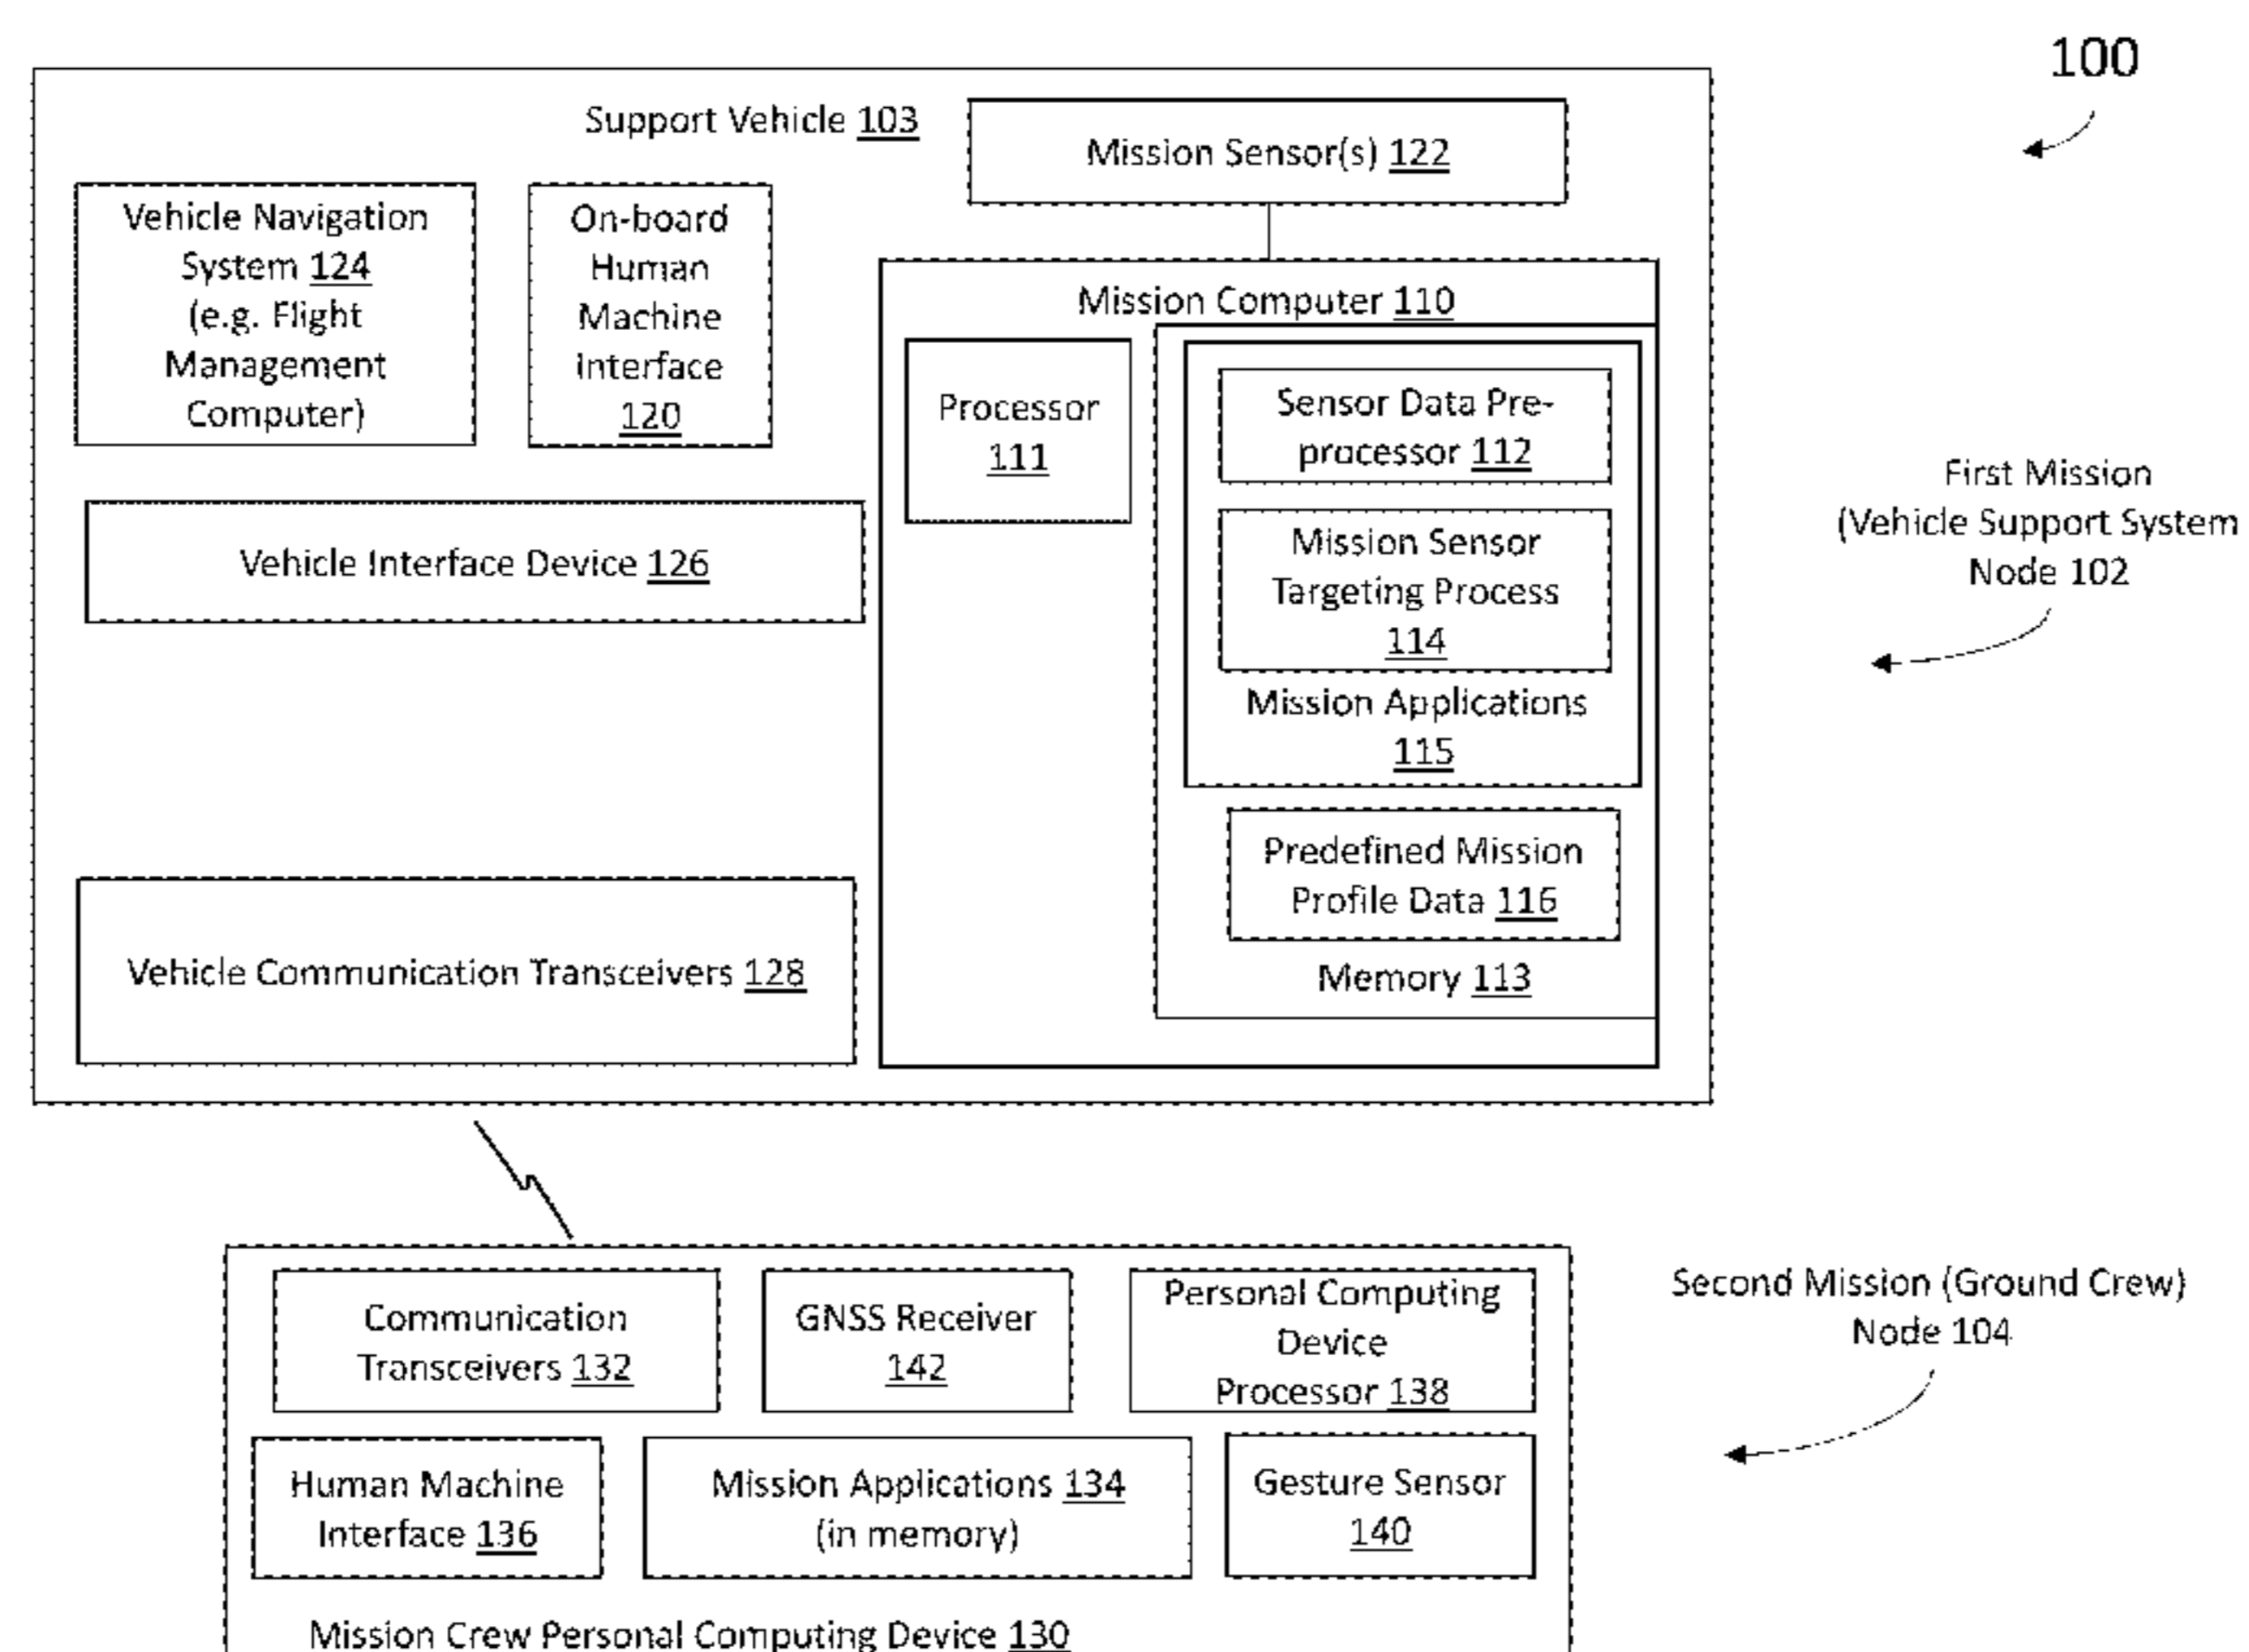 100
Support Vehicle 103
Mission Sensor(s) 122
Vehicle Navigation
System 124
(e.g. Flight
Management
Computer)
On-board
Human
Machine
Interface
120
Mission Computer 110
Processor
111
Sensor Data Pre-
processor 112
Mission Sensor
Targeting Process
114
Mission Applications
115
Predefined Mission
Profile Data 116
Memory 113
Vehicle Interface Device 126
Vehicle Communication Transceivers 128
First Mission
(Vehicle Support System
Node 102
Communication
Transceivers 132
GNSS Receiver
142
Personal Computing
Device
Processor 138
Human Machine
Interface 136
Mission Applications 134
(in memory)
Gesture Sensor
140
Mission Crew Personal Computing Device 130
Second Mission (Ground Crew)
Node 104